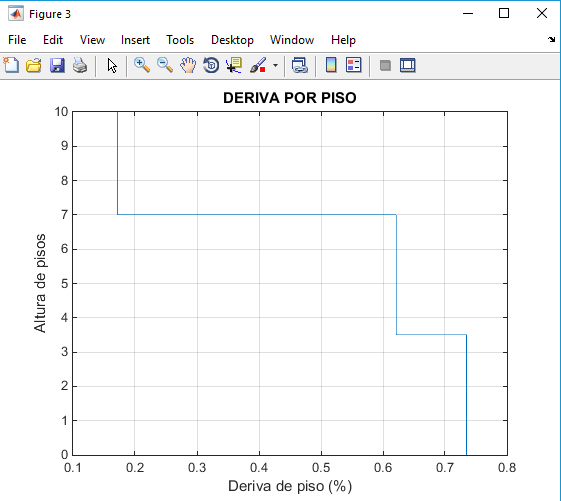 Figure 3
File Edit View Insert Tools Desktop Window Help
DERIVA POR PISO
10
9
8
7
6
5
4
3
2
1
0
Altura de pisos
0.1 0.2 0.3 0.4 0.5 0.6 0.7 0.8
Deriva de piso (%)